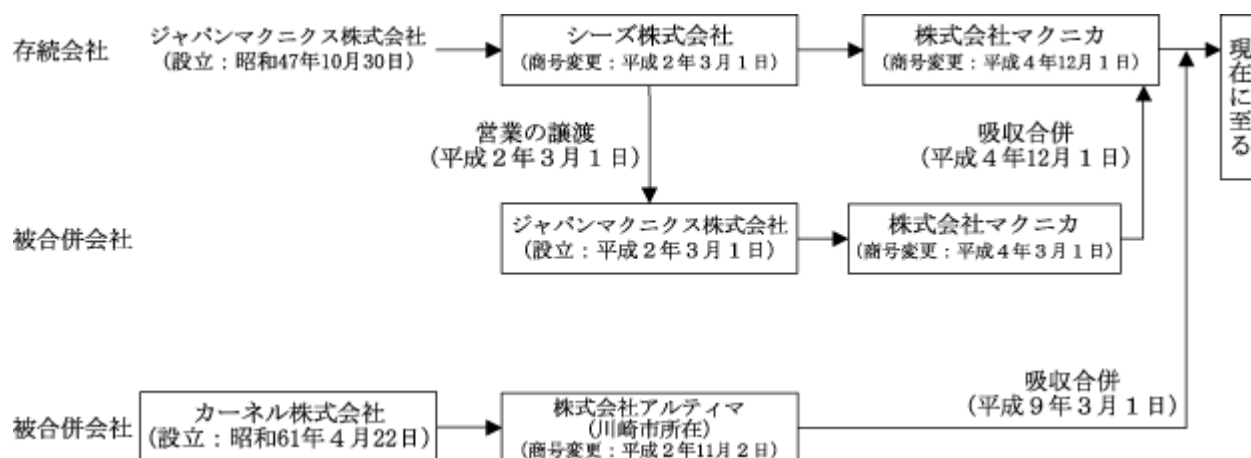 存続会社
ジャパンマクニクス株式会社
(設立：昭和47年10月30日)
シーズ株式会社
(商号変更：平成２年３月１日)
株式会社マクニカ
(商号変更：平成４年12月１日)
現在に至る
営業の譲渡
(平成２年３月１日)
吸収合併
(平成４年12月１日)
被合併会社
ジャパンマクニクス株式会社
(設立：平成２年３月１日)
株式会社マクニカ
(商号変更：平成４年３月１日)
吸収合併
(平成９年３月１日)
被合併会社
カーネル株式会社
(設立：昭和61年４月22日)
株式会社アルティマ
(川崎市所在)
(商号変更：平成２年11月２日)